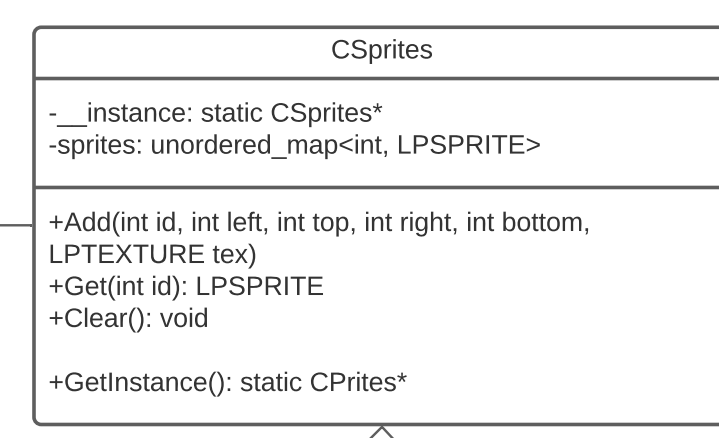 CSprites
-__instance: static CSprites*
-sprites: unordered_map<int, LPSPRITE>
+Add(int id, int left, int top, int right, int bottom,
LPTEXTURE tex)
+Get(int id): LPSPRITE
+Clear(): void
+GetInstance(): static CPrites*